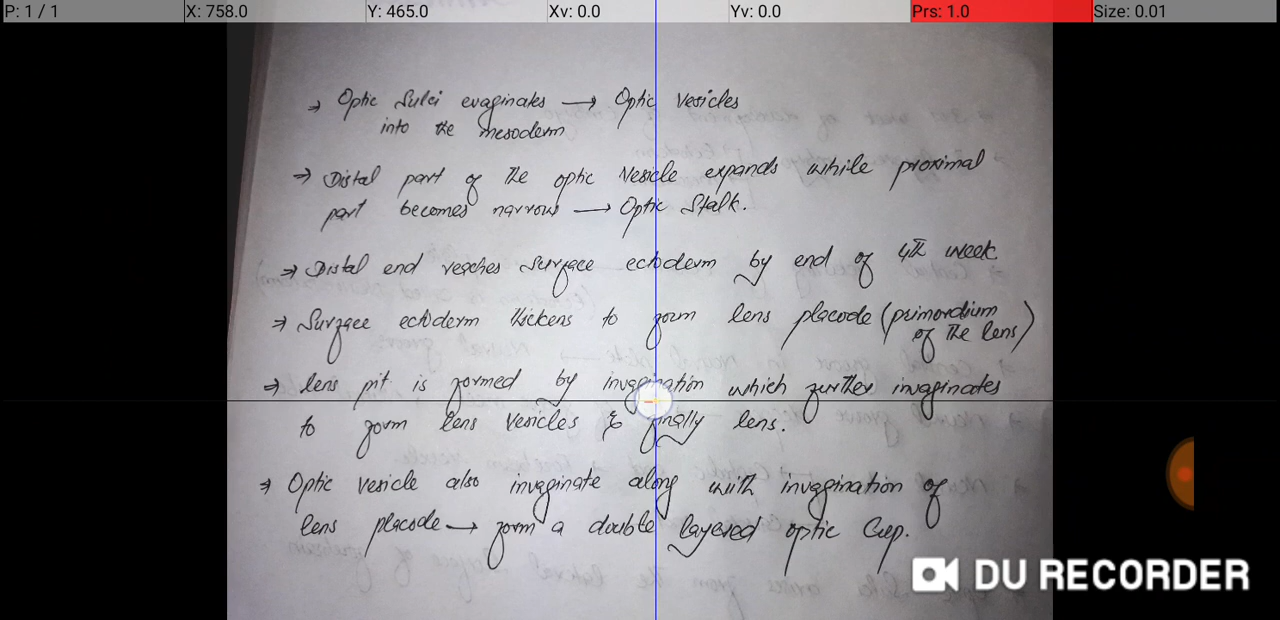 P: 1 / 1 X: 758.0 Y: 465.0 Xv: 0.0 Yv: 0.0 Prs: 1.0 Size: 0.01
→ Optic Sulci evaginates → Optic Vesicles
into the mesoderm
→ Distal part of the optic Vesicle expands while proximal
part becomes narrow → Optic Stalk.
→ Distal end reaches surface ectoderm by end of 4th week
→ Surface ectoderm thickens to form lens placode (primordium
of the lens)
→ lens pit is formed by invagination which further invaginates
to form lens Vesicles & finally lens.
→ Optic vesicle also invaginate along with invagination of
lens placode → form a double layered optic Cup.
DU RECORDER